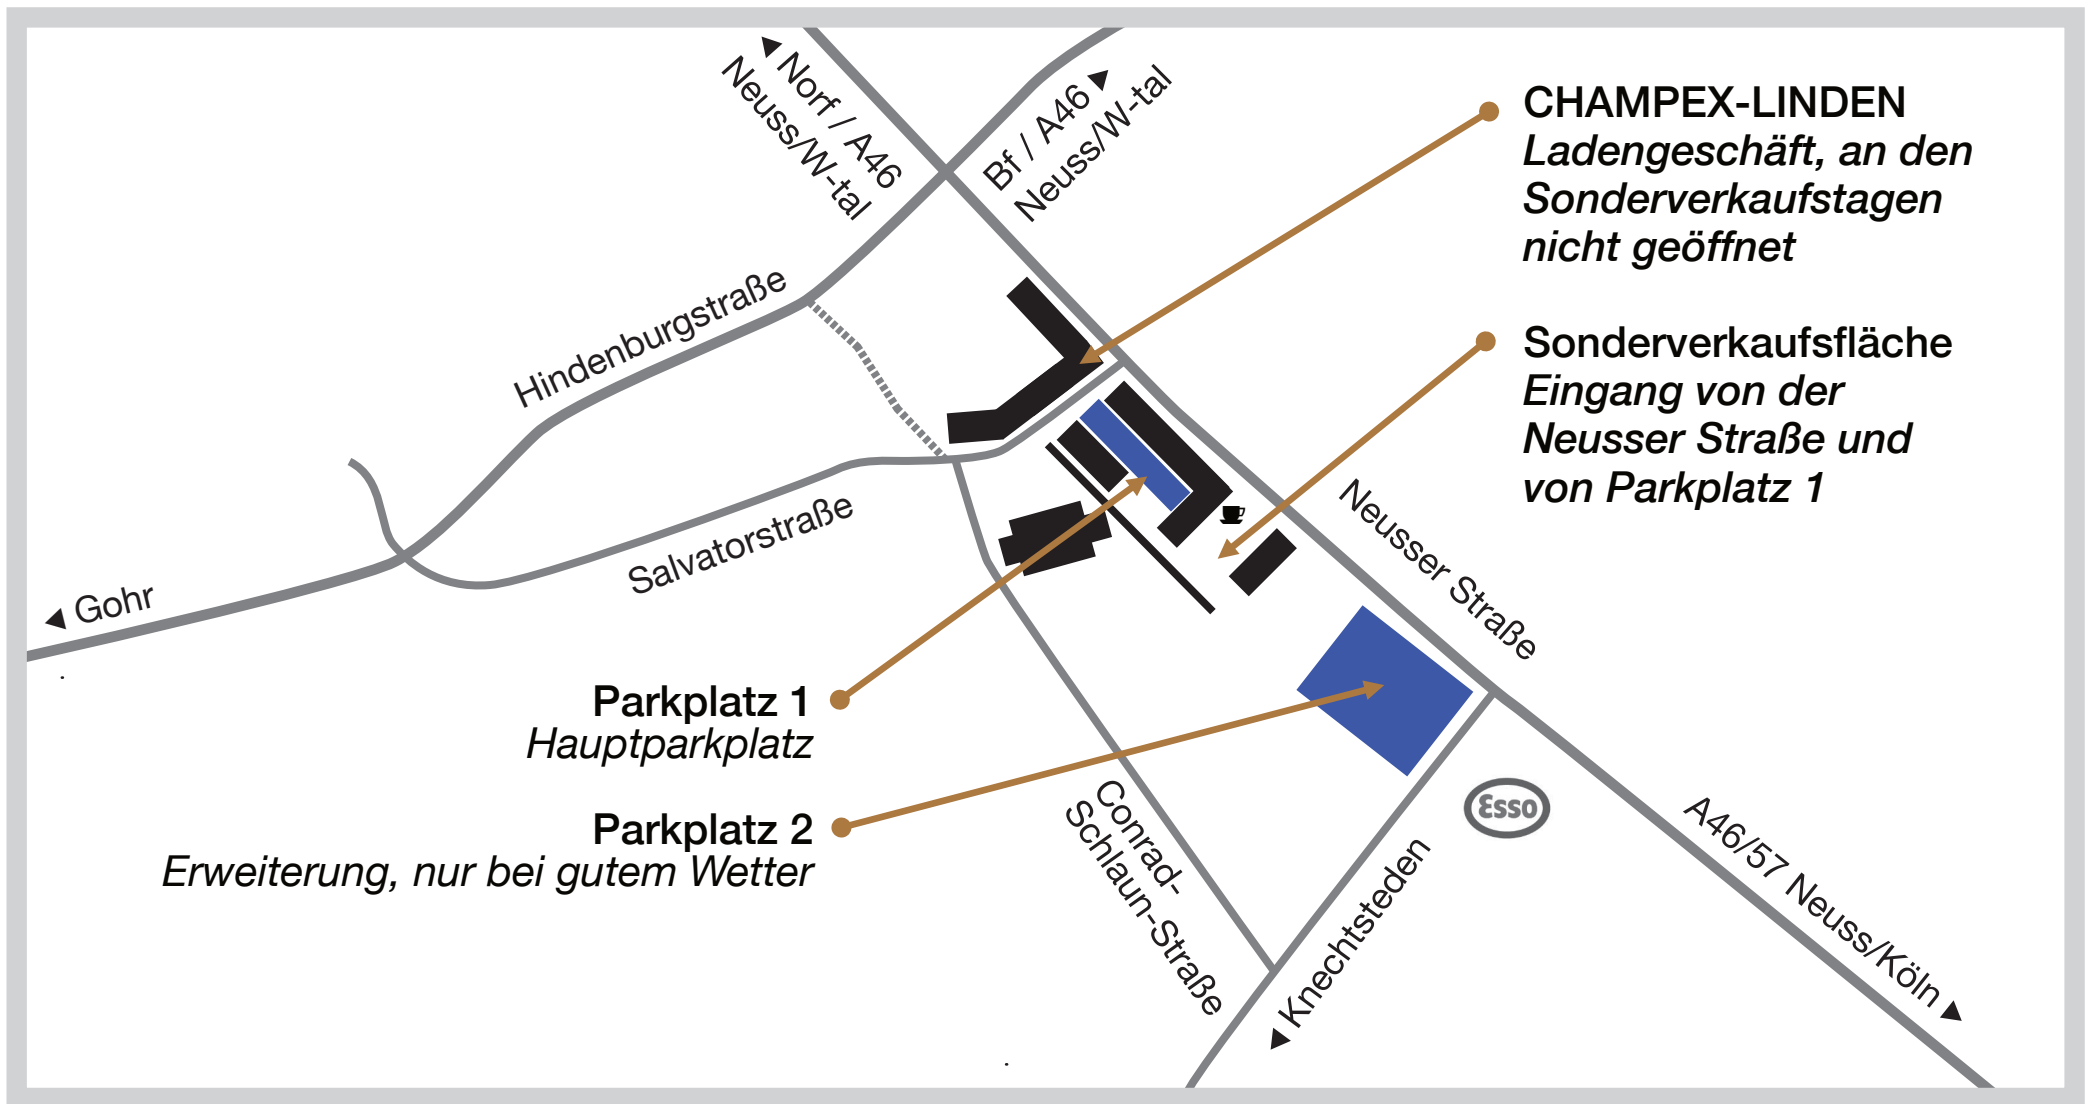 Norf / A46
Neuss/W-tal
Bf / A46
Neuss/W-tal
CHAMPEX-LINDEN
Ladengeschäft, an den
Sonderverkaufstagen
nicht geöffnet
Hindenburgstraße
Sonderverkaufsfläche
Eingang von der
Neusser Straße und
von Parkplatz 1
Salvatorstraße
Neusser Straße
Gohr
Parkplatz 1
Hauptparkplatz
Parkplatz 2
Erweiterung, nur bei gutem Wetter
Conrad-
Schlaun-Straße
Esso
Knechtsteden
A46/57 Neuss/Köln